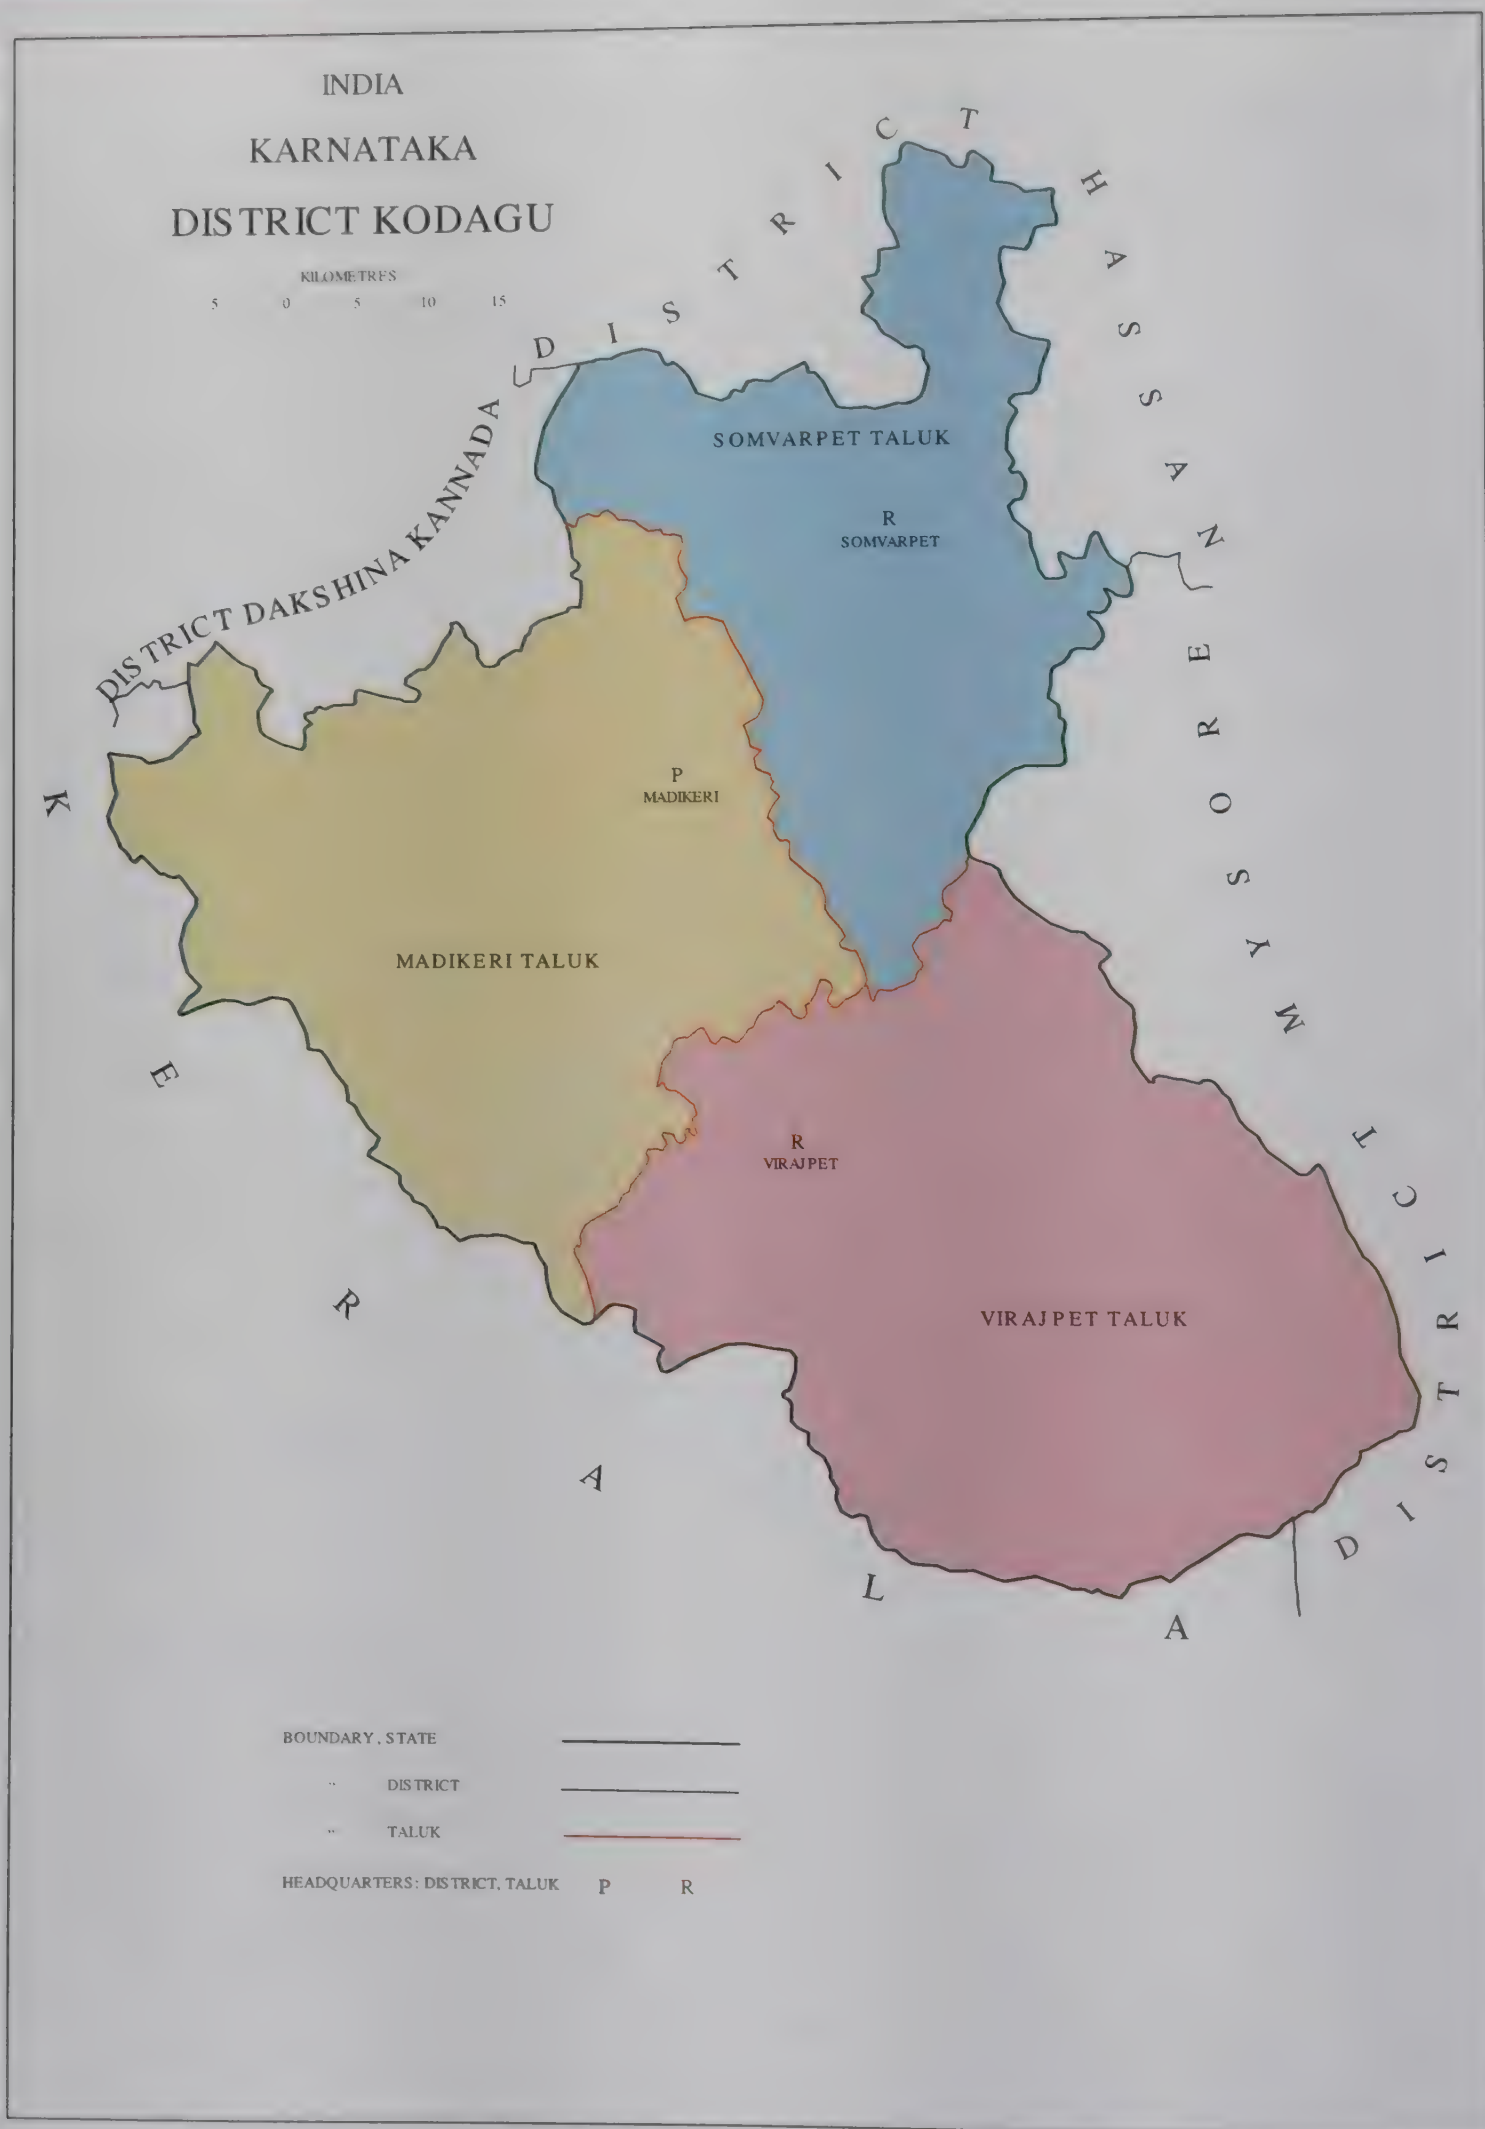 INDIA
KARNATAKA
DISTRICT KODAGU
KILOMETRES
5 0 5 10 15
DISTRICT HASSAN
DISTRICT DAKSHINA KANNADA
SOMVARPET TALUK
R
SOMVARPET
P
MADIKERI
MADIKERI TALUK
R
VIRAJPET
VIRAJPET TALUK
DISTRICT MYSORE
KERALA
BOUNDARY, STATE
" DISTRICT
" TALUK
HEADQUARTERS: DISTRICT, TALUK P R